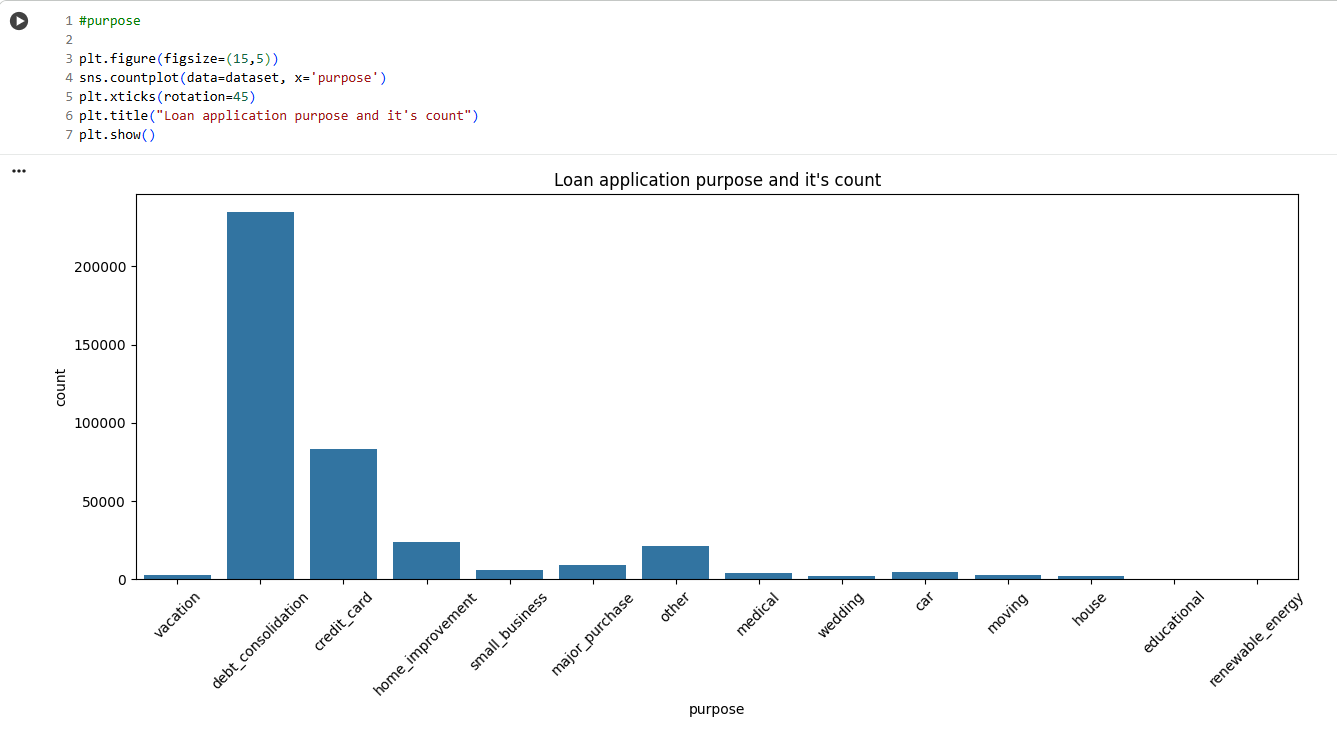 1 #purpose
2
3 plt.figure(figsize=(15,5))
4 sns.countplot(data=dataset, x='purpose')
5 plt.xticks(rotation=45)
6 plt.title("Loan application purpose and it's count")
7 plt.show()
Loan application purpose and it's count
200000
150000
100000
50000
0
count
vacation
debt_consolidation
credit_card
home_improvement
small_business
major_purchase
other
medical
wedding
car
moving
house
educational
renewable_energy
purpose